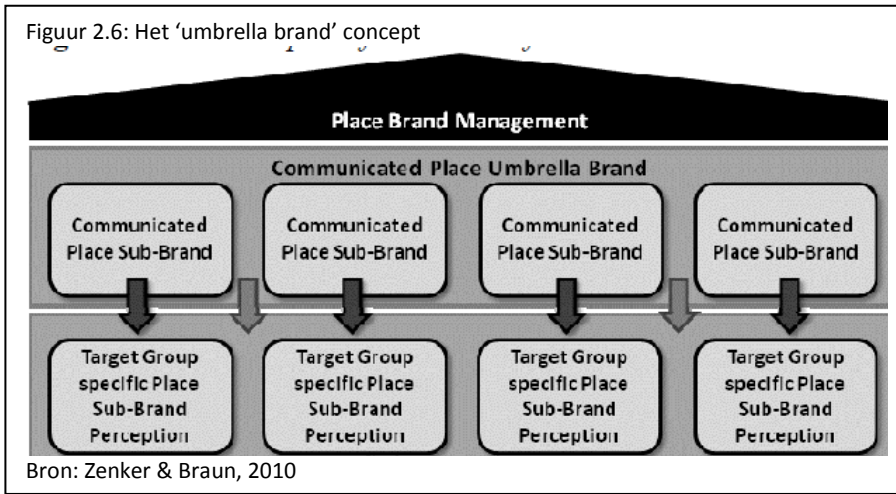 Figuur 2.6: Het ‘umbrella brand’ concept
Place Brand Management
Communicated Place Umbrella Brand
Communicated
Place Sub-Brand
Communicated
Place Sub-Brand
Communicated
Place Sub-Brand
Communicated
Place Sub-Brand
Target Group
specific Place
Sub-Brand
Perception
Target Group
specific Place
Sub-Brand
Perception
Target Group
specific Place
Sub-Brand
Perception
Target Group
specific Place
Sub-Brand
Perception
Bron: Zenker & Braun, 2010